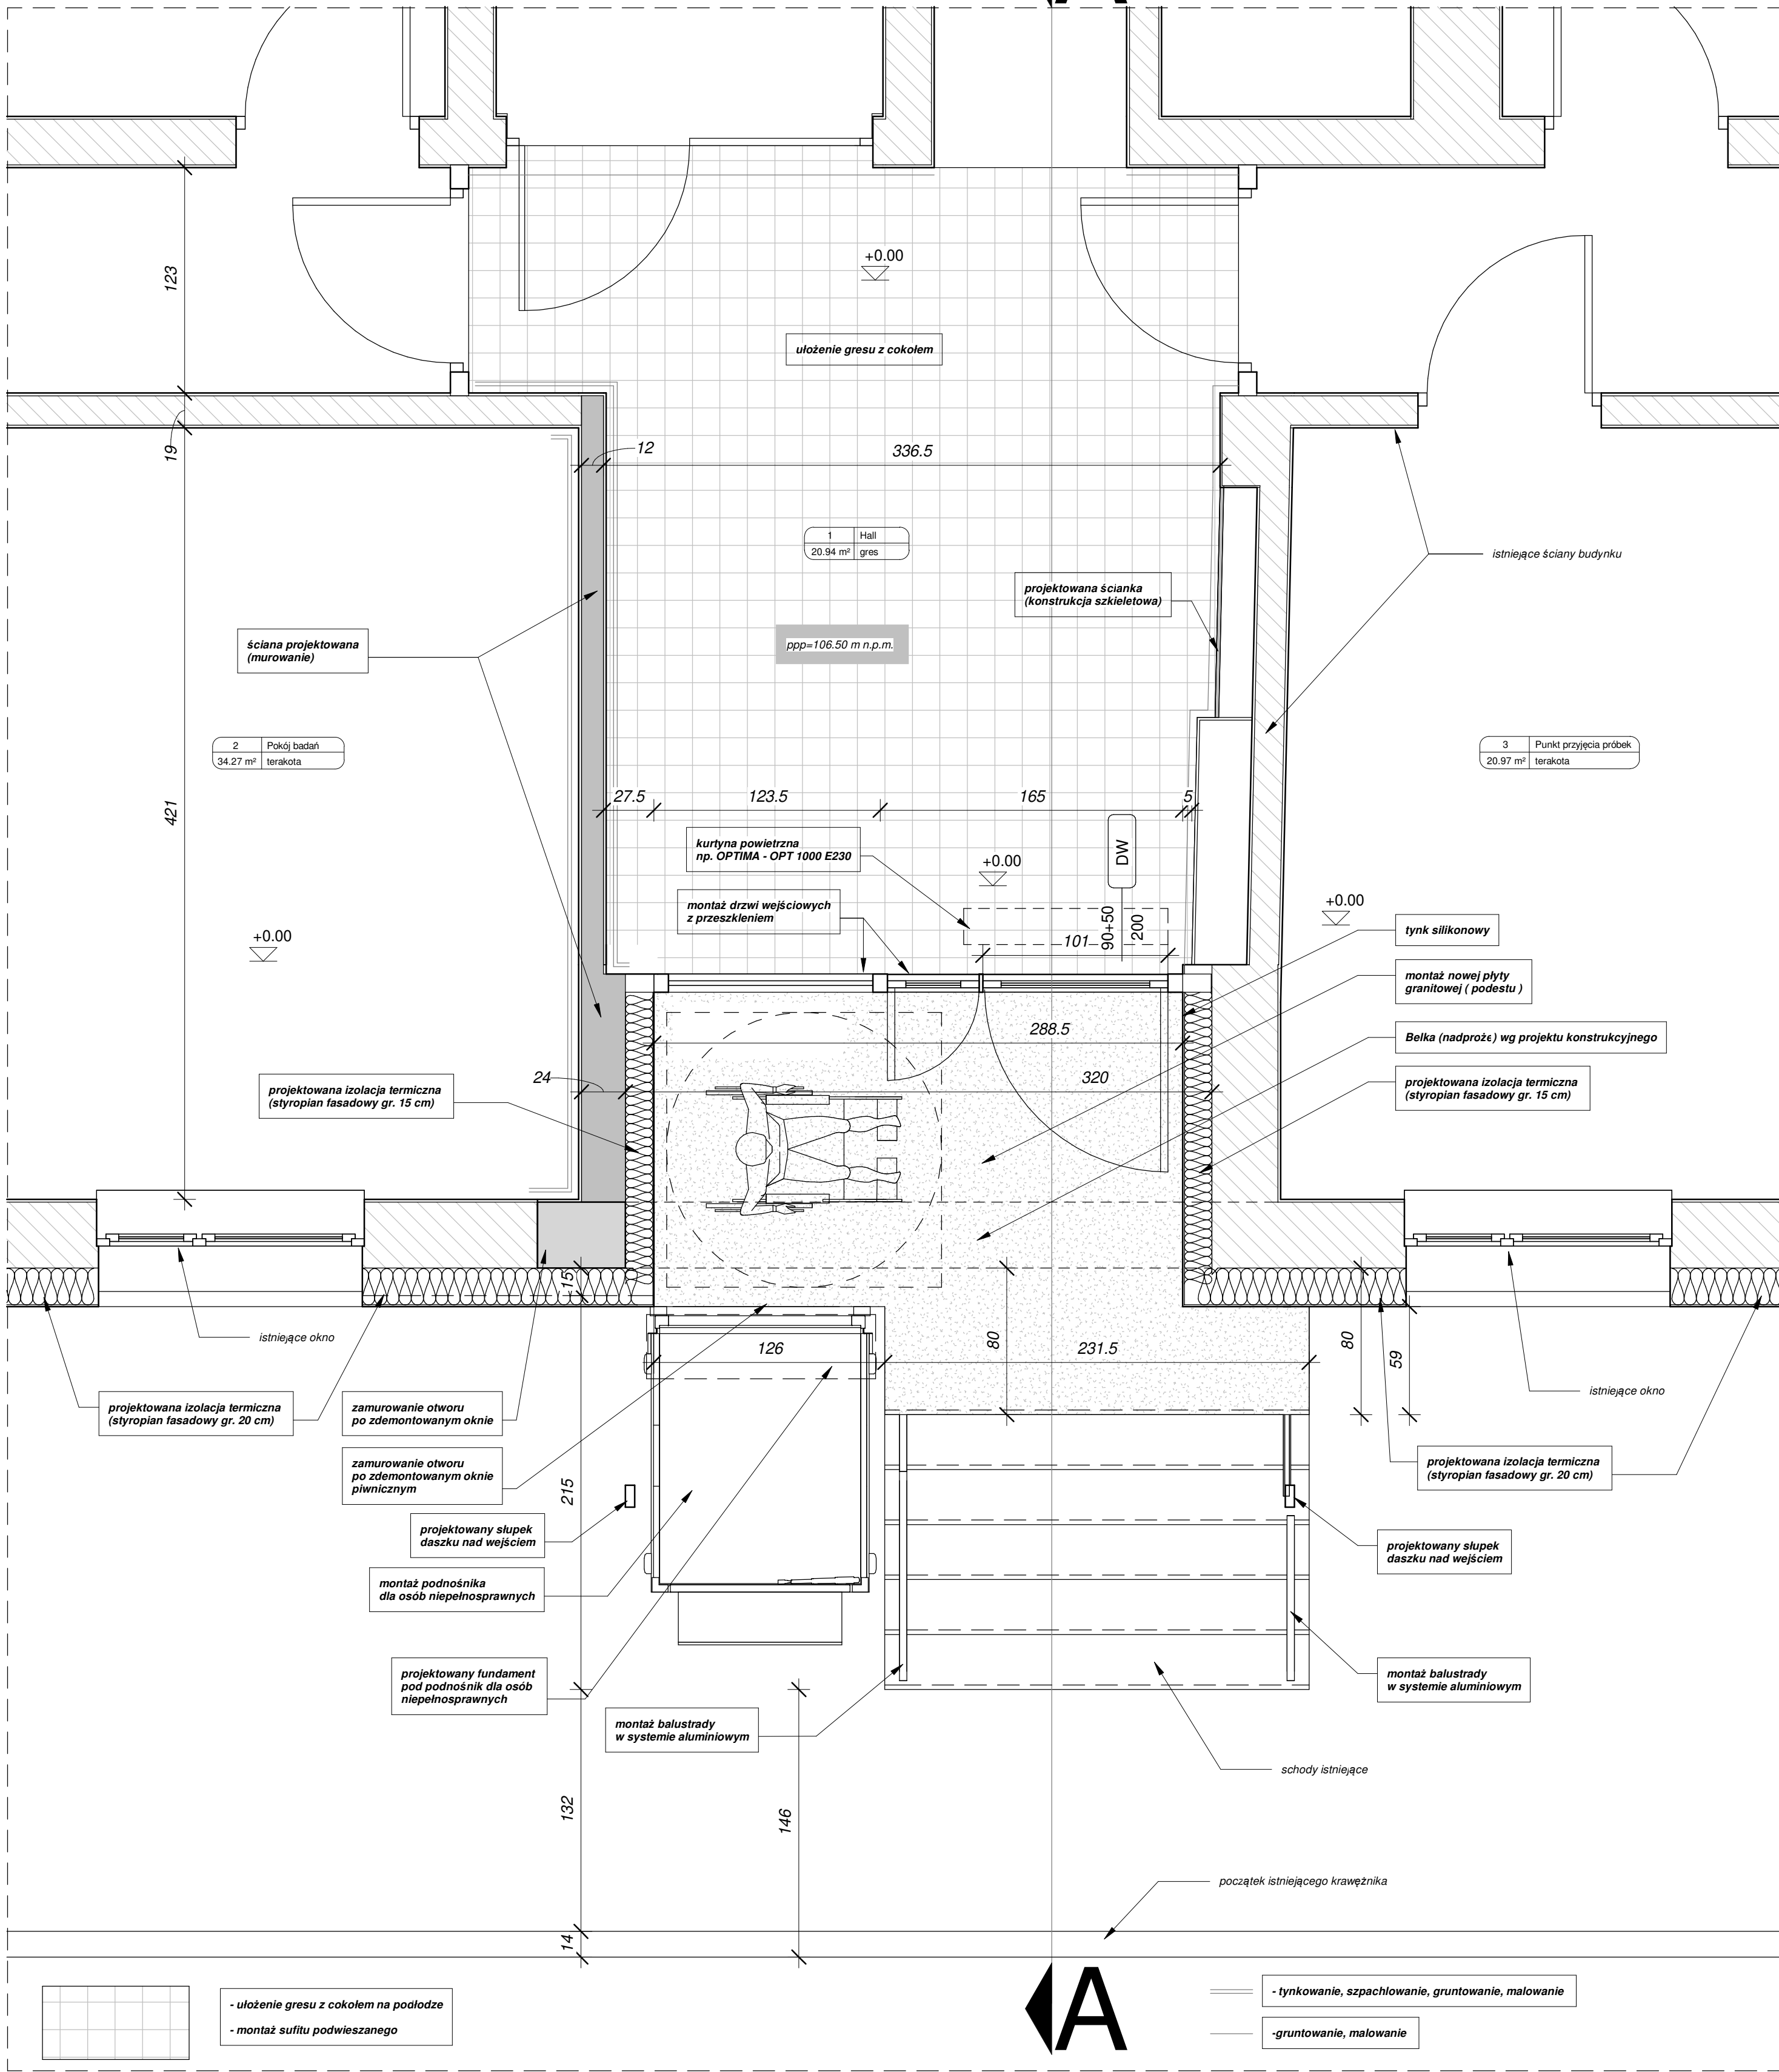 A
+0.00
123
ułożenie gresu z cokołem
19
12
336.5
1 Hall
20.94 m² gres
istniejące ściany budynku
projektowana ścianka
(konstrukcja szkieletowa)
ściana projektowana
(murowanie)
ppp=106.50 m n.p.m.
2 Pokój badań
34.27 m² terakota
3 Punkt przyjęcia próbek
20.97 m² terakota
421
27.5
123.5
165
5
kurtyna powietrzna
np. OPTIMA - OPT 1000 E230
DW
+0.00
montaż drzwi wejściowych
z przeszkleniem
90+50
200
101
+0.00
+0.00
tynk silikonowy
montaż nowej płyty
granitowej ( podestu )
288.5
Belka (nadproże) wg projektu konstrukcyjnego
24
320
projektowana izolacja termiczna
(styropian fasadowy gr. 15 cm)
projektowana izolacja termiczna
(styropian fasadowy gr. 15 cm)
15
istniejące okno
126
80
231.5
80
59
istniejące okno
projektowana izolacja termiczna
(styropian fasadowy gr. 20 cm)
zamurowanie otworu
po zdemontowanym oknie
zamurowanie otworu
po zdemontowanym oknie
piwnicznym
215
projektowana izolacja termiczna
(styropian fasadowy gr. 20 cm)
projektowany słupek
daszku nad wejściem
projektowany słupek
daszku nad wejściem
montaż podnośnika
dla osób niepełnosprawnych
projektowany fundament
pod podnośnik dla osób
niepełnosprawnych
montaż balustrady
w systemie aluminiowym
montaż balustrady
w systemie aluminiowym
schody istniejące
132
146
początek istniejącego krawężnika
14
A
- ułożenie gresu z cokołem na podłodze
- montaż sufitu podwieszanego
- tynkowanie, szpachlowanie, gruntowanie, malowanie
-gruntowanie, malowanie